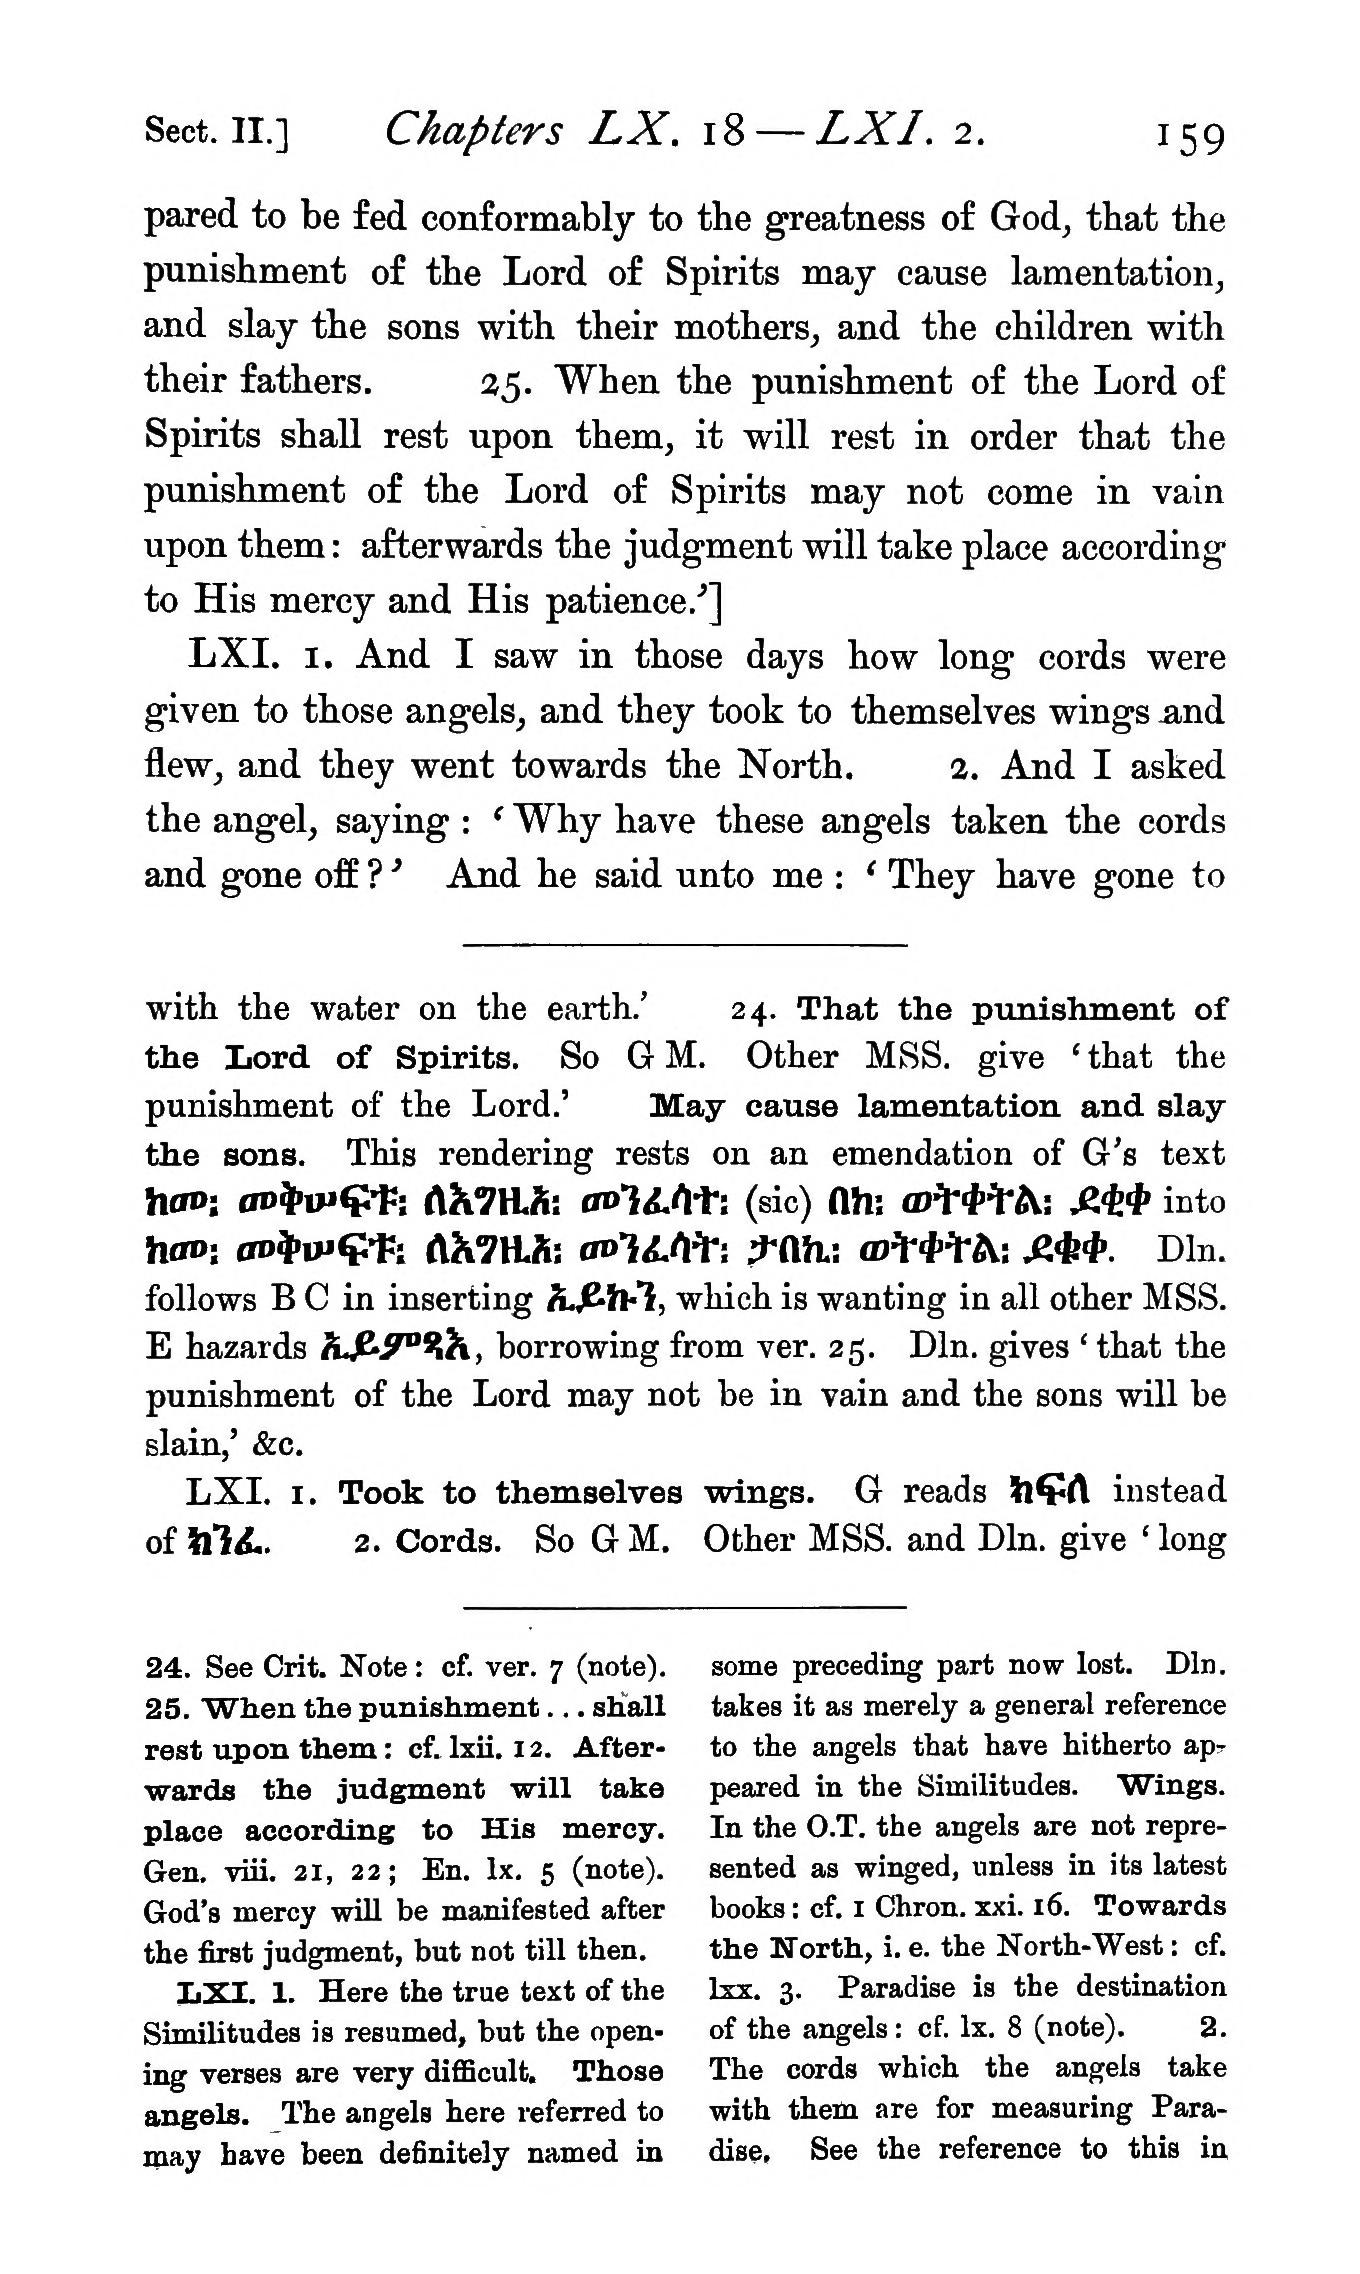 Sect. II.] Chapters LX. 18—LXI. 2. 159
pared to be fed conformably to the greatness of God, that the
punishment of the Lord of Spirits may cause lamentation,
and slay the sons with their mothers, and the children with
their fathers. 25. When the punishment of the Lord of
Spirits shall rest upon them, it will rest in order that the
punishment of the Lord of Spirits may not come in vain
upon them: afterwards the judgment will take place according
to His mercy and His patience.’]
LXI. 1. And I saw in those days how long cords were
given to those angels, and they took to themselves wings and
flew, and they went towards the North. 2. And I asked
the angel, saying : ‘ Why have these angels taken the cords
and gone off?’ And he said unto me : ‘ They have gone to
with the water on the earth.’ 24. That the punishment of
the Lord of Spirits. So G M. Other MSS. give ‘that the
punishment of the Lord.’ May cause lamentation and slay
the sons. This rendering rests on an emendation of G’s text
ከመ፡ መቅሠፍቱ፡ ለእግዚእ፡ መንፈሳተ፡ (sic) በከ፡ ወትቀትል፡ ደቂቀ into
ከመ፡ መቅሠፍቱ፡ ለእግዚእ፡ መንፈሳት፡ ታበኪ፡ ወትቀትል፡ ደቂቀ. Dln.
follows B C in inserting ኢይኩን, which is wanting in all other MSS.
E hazards ኢይምጻእ, borrowing from ver. 25. Dln. gives ‘that the
punishment of the Lord may not be in vain and the sons will be
slain,’ &c.
LXI. 1. Took to themselves wings. G reads ክፍለ instead
of ክንፈ. 2. Cords. So G M. Other MSS. and Dln. give ‘long
24. See Crit. Note : cf. ver. 7 (note).
25. When the punishment... shall
rest upon them : cf. lxii. 12. After-
wards the judgment will take
place according to His mercy.
Gen. viii. 21, 22; En. lx. 5 (note).
God’s mercy will be manifested after
the first judgment, but not till then.
LXI. 1. Here the true text of the
Similitudes is resumed, but the open-
ing verses are very difficult. Those
angels. The angels here referred to
may have been definitely named in
some preceding part now lost. Dln.
takes it as merely a general reference
to the angels that have hitherto ap-
peared in the Similitudes. Wings.
In the O.T. the angels are not repre-
sented as winged, unless in its latest
books : cf. 1 Chron. xxi. 16. Towards
the North, i. e. the North-West : cf.
lxx. 3. Paradise is the destination
of the angels : cf. lx. 8 (note). 2.
The cords which the angels take
with them are for measuring Para-
dise. See the reference to this in